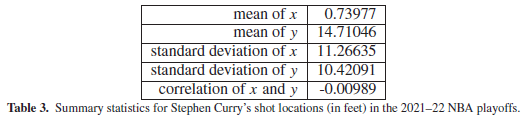 mean of x 0.73977
mean of y 14.71046
standard deviation of x 11.26635
standard deviation of y 10.42091
correlation of x and y -0.00989
Table 3. Summary statistics for Stephen Curry's shot locations (in feet) in the 2021–22 NBA playoffs.